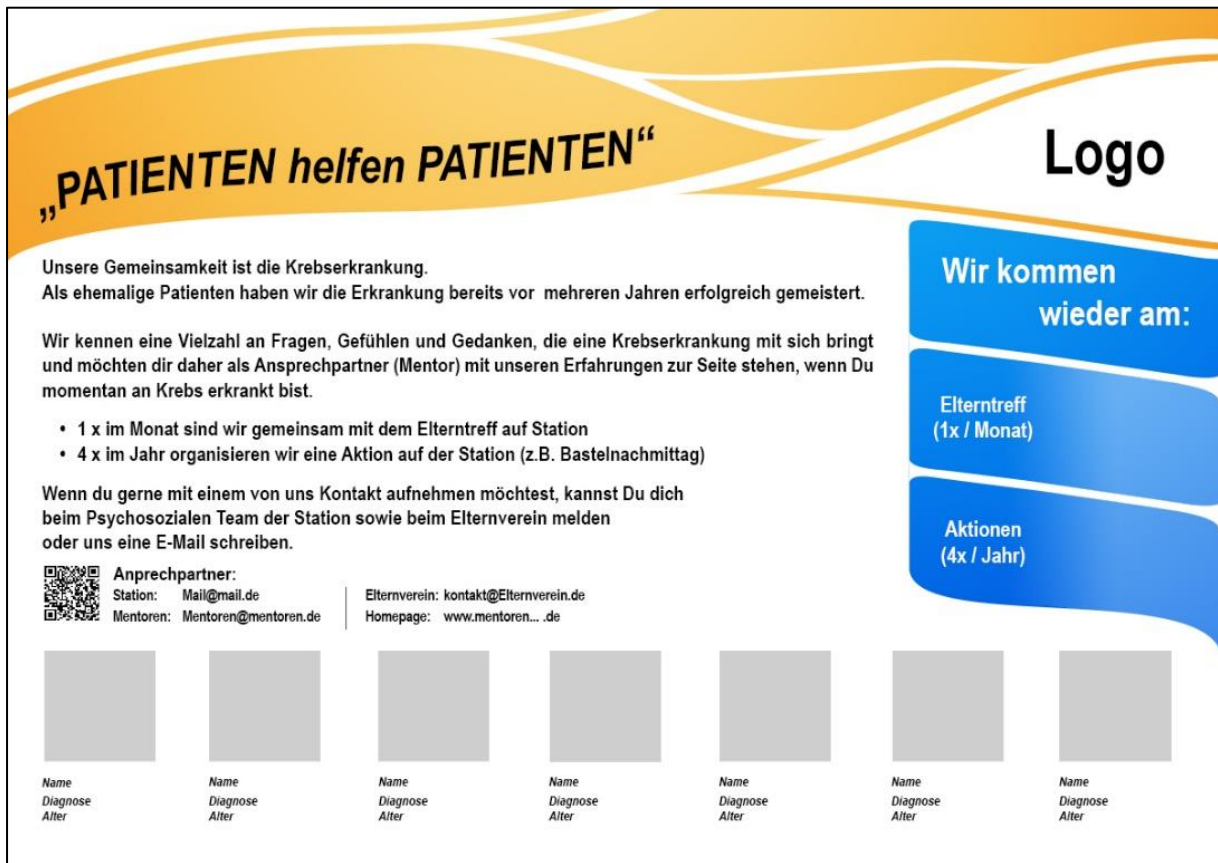 „PATIENTEN helfen PATIENTEN“
Logo
Unsere Gemeinsamkeit ist die Krebserkrankung.
Als ehemalige Patienten haben wir die Erkrankung bereits vor mehreren Jahren erfolgreich gemeistert.
Wir kennen eine Vielzahl an Fragen, Gefühlen und Gedanken, die eine Krebserkrankung mit sich bringt
und möchten dir daher als Ansprechpartner (Mentor) mit unseren Erfahrungen zur Seite stehen, wenn Du
momentan an Krebs erkrankt bist.
• 1 x im Monat sind wir gemeinsam mit dem Elterntreff auf Station
• 4 x im Jahr organisieren wir eine Aktion auf der Station (z.B. Bastelnachmittag)
Wenn du gerne mit einem von uns Kontakt aufnehmen möchtest, kannst Du dich
beim Psychosozialen Team der Station sowie beim Elternverein melden
oder uns eine E-Mail schreiben.
Anprechpartner:
Station: Mail@mail.de
Mentoren: Mentoren@mentoren.de
Elternverein: kontakt@Elternverein.de
Homepage: www.mentoren... .de
Wir kommen
wieder am:
Elterntreff
(1x / Monat)
Aktionen
(4x / Jahr)
Name
Diagnose
Alter
Name
Diagnose
Alter
Name
Diagnose
Alter
Name
Diagnose
Alter
Name
Diagnose
Alter
Name
Diagnose
Alter
Name
Diagnose
Alter